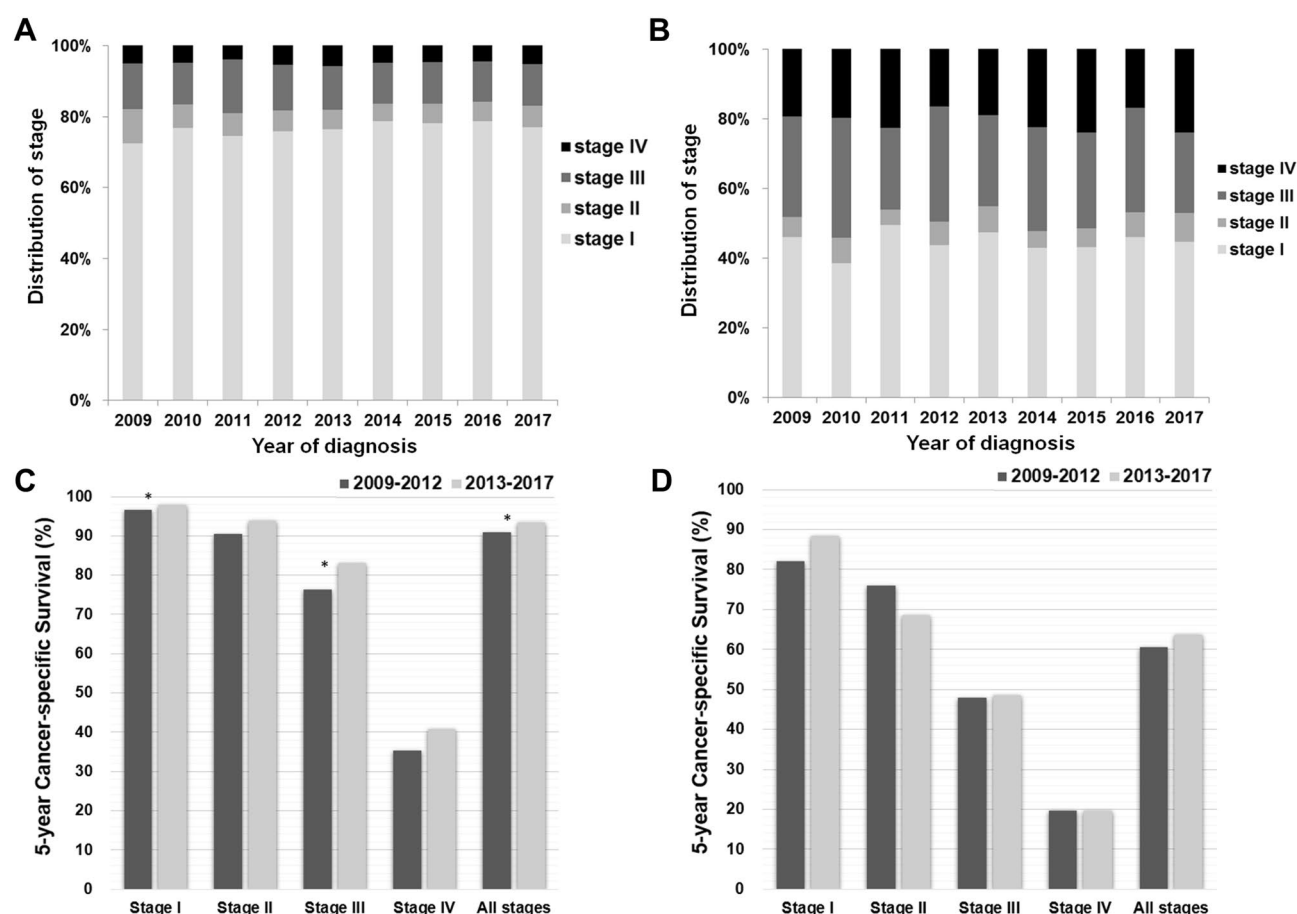 A
100%
80%
60%
40%
20%
0%
Distribution of stage
2009 2010 2011 2012 2013 2014 2015 2016 2017
Year of diagnosis
stage IV
stage III
stage II
stage I
B
100%
80%
60%
40%
20%
0%
Distribution of stage
2009 2010 2011 2012 2013 2014 2015 2016 2017
Year of diagnosis
stage IV
stage III
stage II
stage I
C
2009-2012 2013-2017
100
90
80
70
60
50
40
30
20
10
0
5-year Cancer-specific Survival (%)
* * *
Stage I Stage II Stage III Stage IV All stages
D
2009-2012 2013-2017
100
90
80
70
60
50
40
30
20
10
0
5-year Cancer-specific Survival (%)
Stage I Stage II Stage III Stage IV All stages